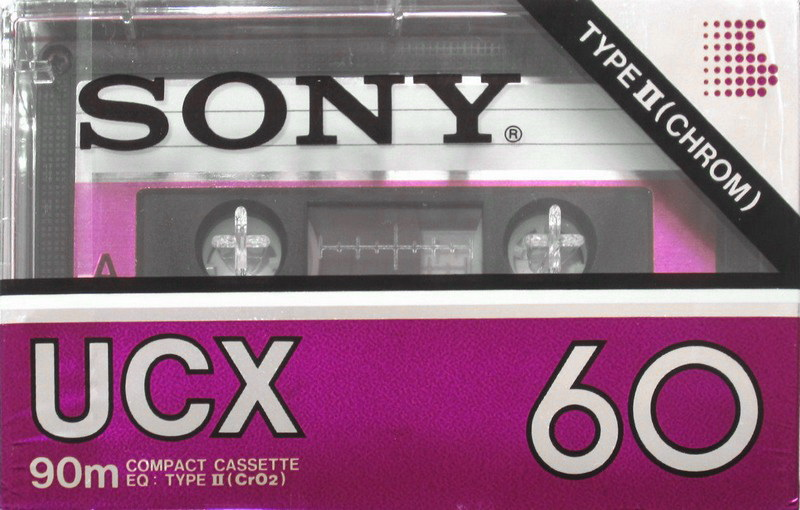 SONY®
TYPE II (CHROM)
A
UCX
60
90m COMPACT CASSETTE
EQ: TYPE II (CrO2)